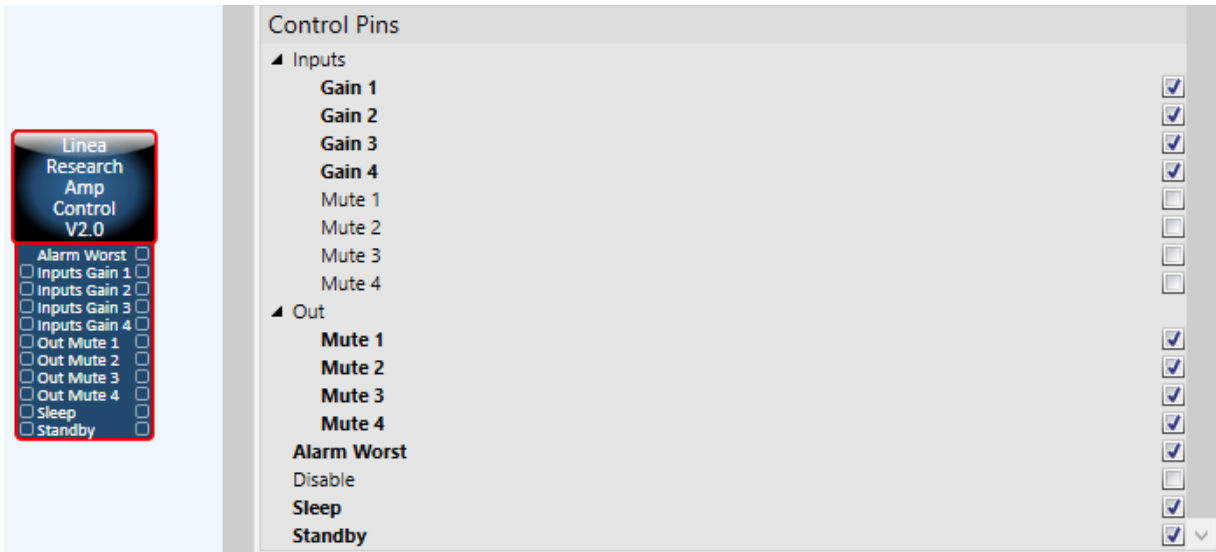 Linea
Research
Amp
Control
V2.0
Alarm Worst
Inputs Gain 1
Inputs Gain 2
Inputs Gain 3
Inputs Gain 4
Out Mute 1
Out Mute 2
Out Mute 3
Out Mute 4
Sleep
Standby
Control Pins
Inputs
Gain 1
Gain 2
Gain 3
Gain 4
Mute 1
Mute 2
Mute 3
Mute 4
Out
Mute 1
Mute 2
Mute 3
Mute 4
Alarm Worst
Disable
Sleep
Standby